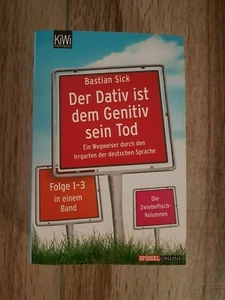 KiWi
Bastian Sick
Der Dativ ist
dem Genitiv
sein Tod
Ein Wegweiser durch den
Irrgarten der deutschen Sprache
Folge 1–3
in einem
Band
Die
Zwiebelfisch-
Kolumnen
SPIEGEL ONLINE